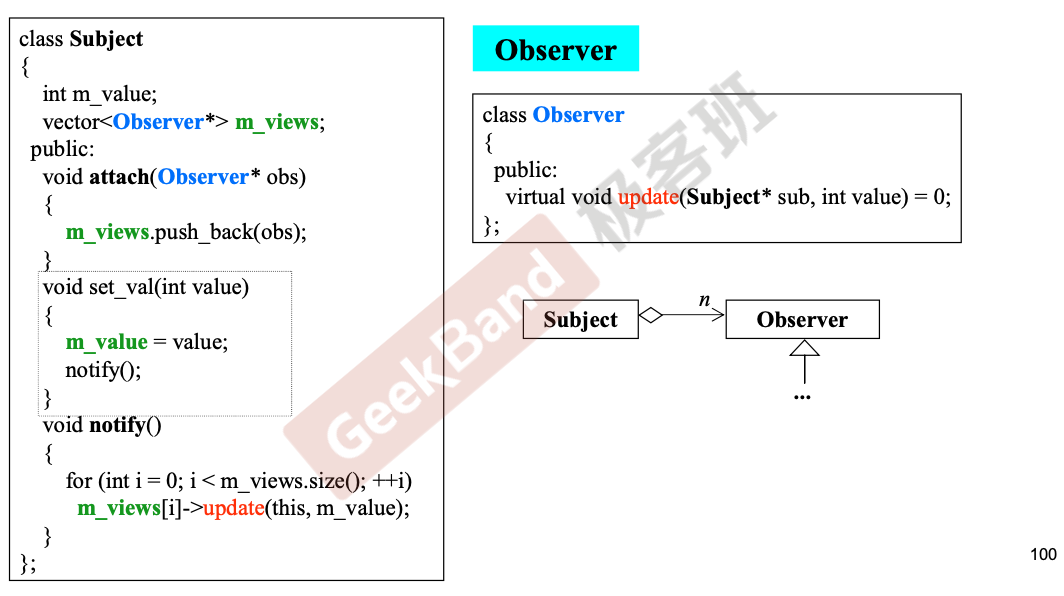 class Subject
{
int m_value;
vector<Observer*> m_views;
public:
void attach(Observer* obs)
{
m_views.push_back(obs);
}
void set_val(int value)
{
m_value = value;
notify();
}
void notify()
{
for (int i = 0; i < m_views.size(); ++i)
m_views[i]->update(this, m_value);
}
};
Observer
class Observer
{
public:
virtual void update(Subject* sub, int value) = 0;
};
Subject
n
Observer
...
GeekBand 极客班
100